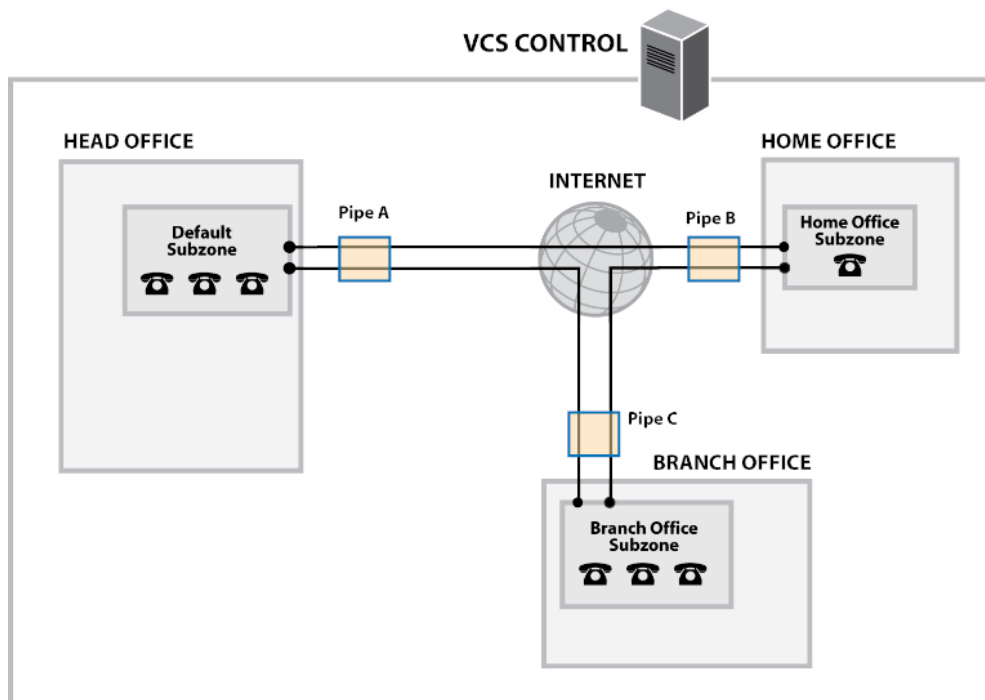 VCS CONTROL
HEAD OFFICE
HOME OFFICE
INTERNET
Pipe A
Pipe B
Default
Subzone
Home Office
Subzone
Pipe C
BRANCH OFFICE
Branch Office
Subzone